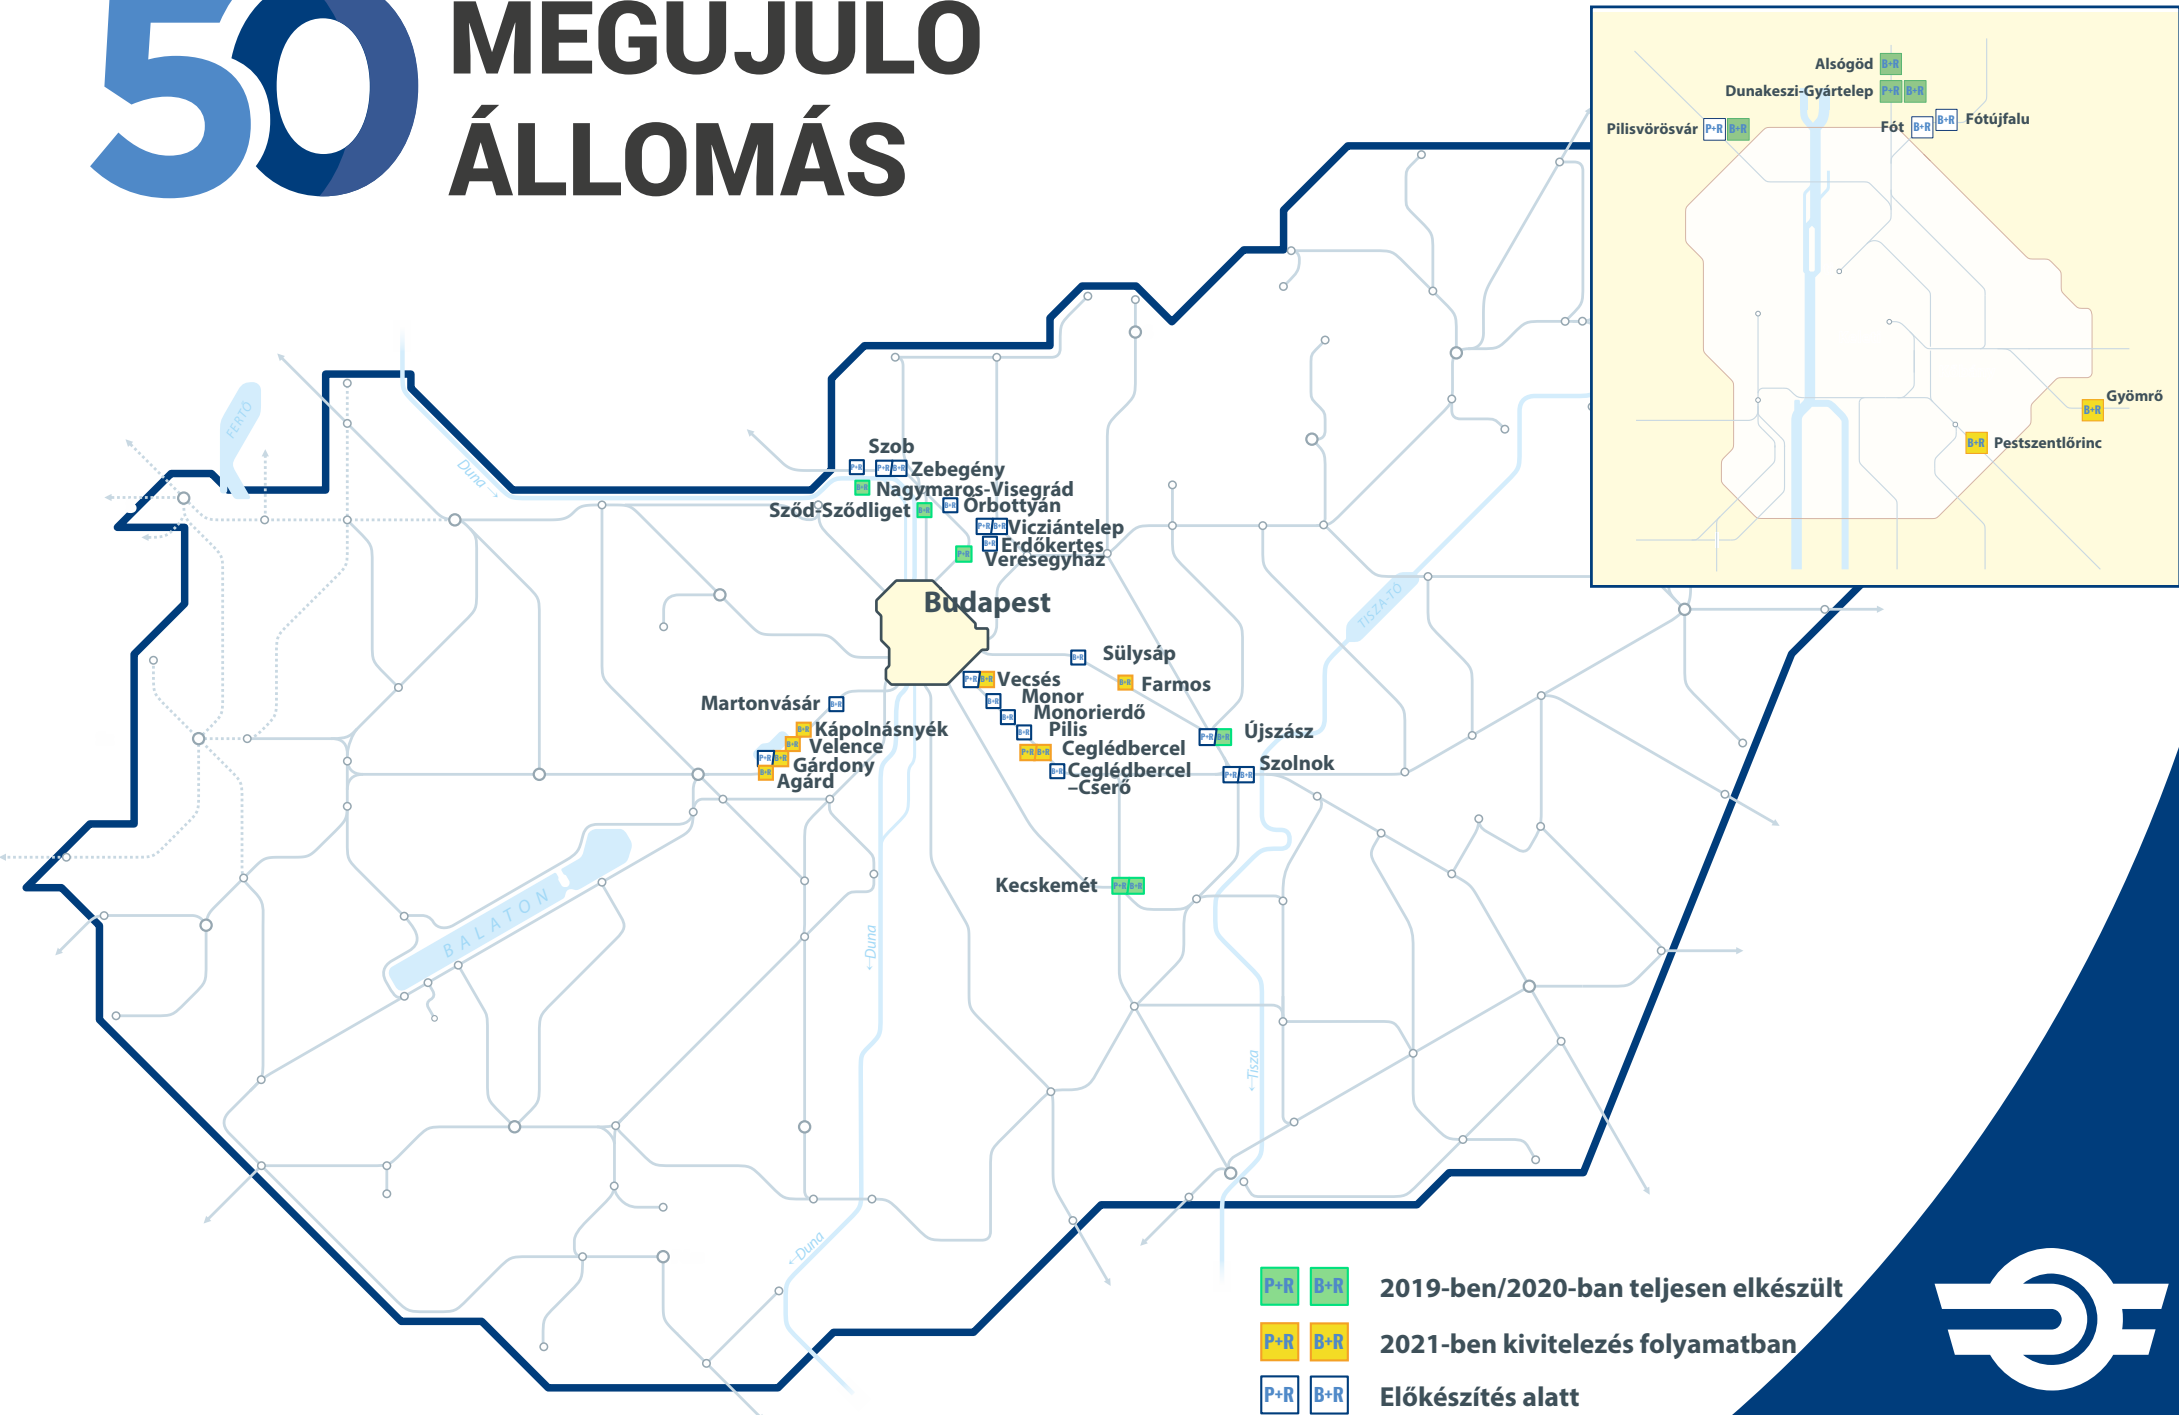 50 MEGÚJULÓ
ÁLLOMÁS
Alsógöd B+R
Dunakeszi-Gyártelep P+R B+R
Pilisvörösvár P+R B+R
Fót B+R
B+R Fótújfalu
Gyömrő
B+R
B+R Pestszentlőrinc
FERTŐ
Duna →
Szob
P+R
P+R B+R Zebegény
B+R Nagymaros-Visegrád
Sződ-Sződliget B+R
B+R Őrbottyán
P+R B+R Vicziántelep
B+R Erdőkertes
P+R Veresegyház
Budapest
TISZA-TÓ
B+R Sülysáp
P+R B+R Vecsés
B+R Farmos
Martonvásár B+R
B+R Monor
B+R Monorierdő
B+R Kápolnásnyék
B+R Pilis
P+R B+R Újszász
B+R Velence
P+R B+R Ceglédbercel
P+R B+R Gárdony
B+R Agárd
B+R Ceglédbercel
–Cserő
P+R B+R Szolnok
Kecskemét P+R B+R
BALATON
←Duna
←Tisza
←Duna
P+R B+R 2019-ben/2020-ban teljesen elkészült
P+R B+R 2021-ben kivitelezés folyamatban
P+R B+R Előkészítés alatt